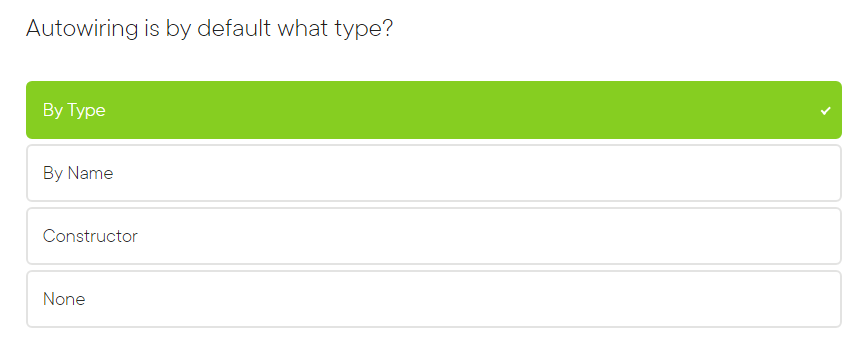 Autowiring is by default what type?
By Type
By Name
Constructor
None